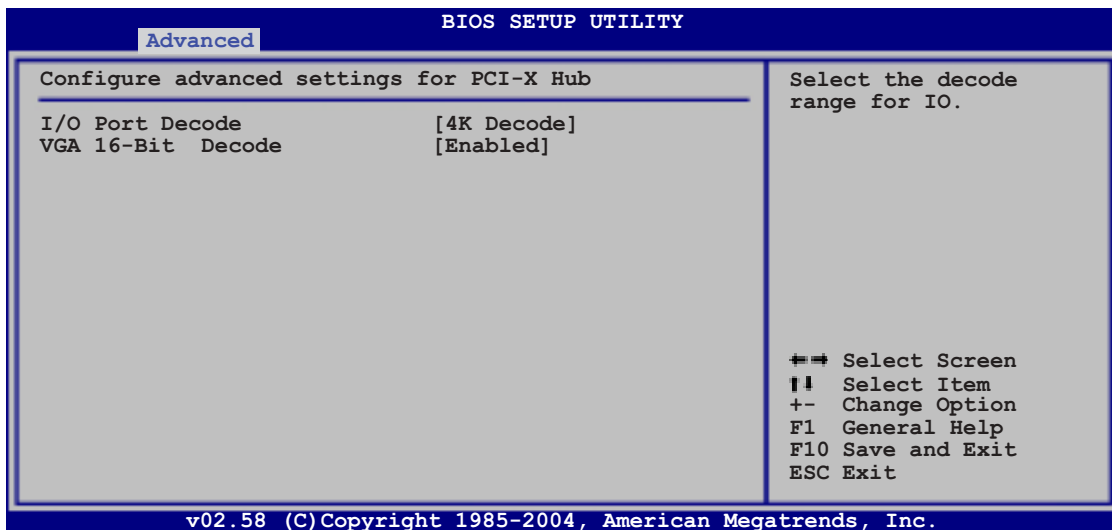 BIOS SETUP UTILITY
Advanced
Configure advanced settings for PCI-X Hub
I/O Port Decode [4K Decode]
VGA 16-Bit Decode [Enabled]
Select the decode
range for IO.
Select Screen
Select Item
+- Change Option
F1 General Help
F10 Save and Exit
ESC Exit
v02.58 (C)Copyright 1985-2004, American Megatrends, Inc.